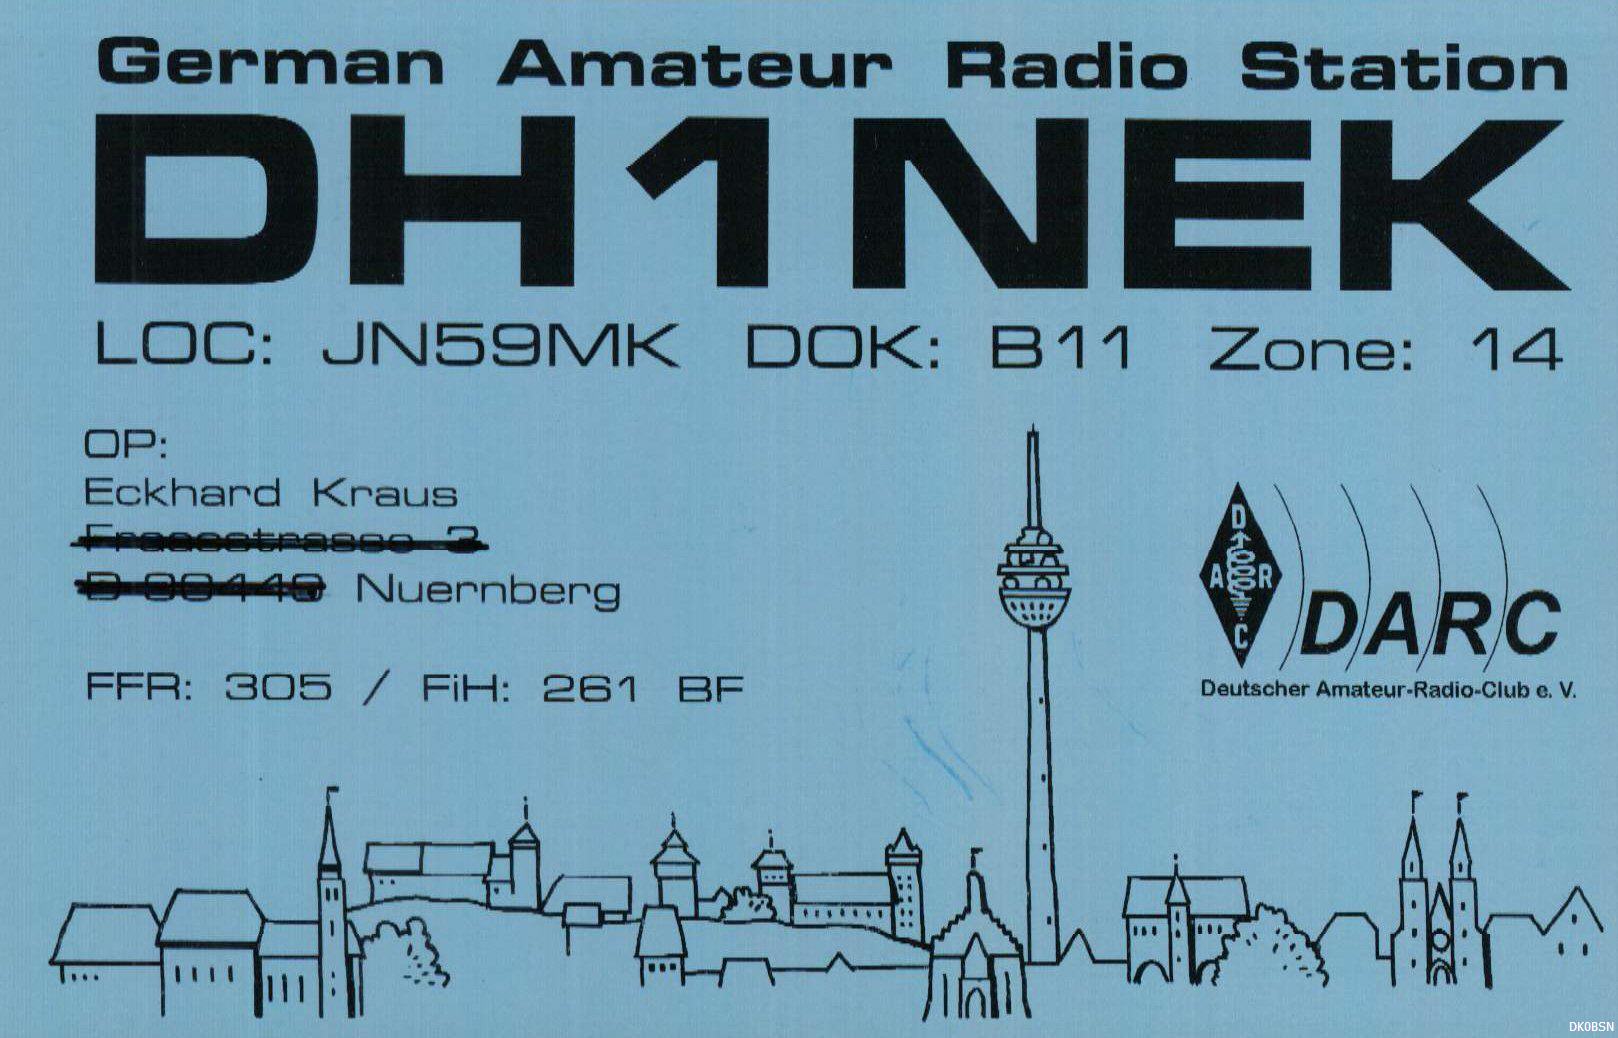 German Amateur Radio Station
DH1NEK
LOC: JN59MK DOK: B11 Zone: 14
OP:
Eckhard Kraus
Nuernberg
FFR: 305 / FiH: 261 BF
D
A R
C
DARC
Deutscher Amateur-Radio-Club e. V.
DK0BSN